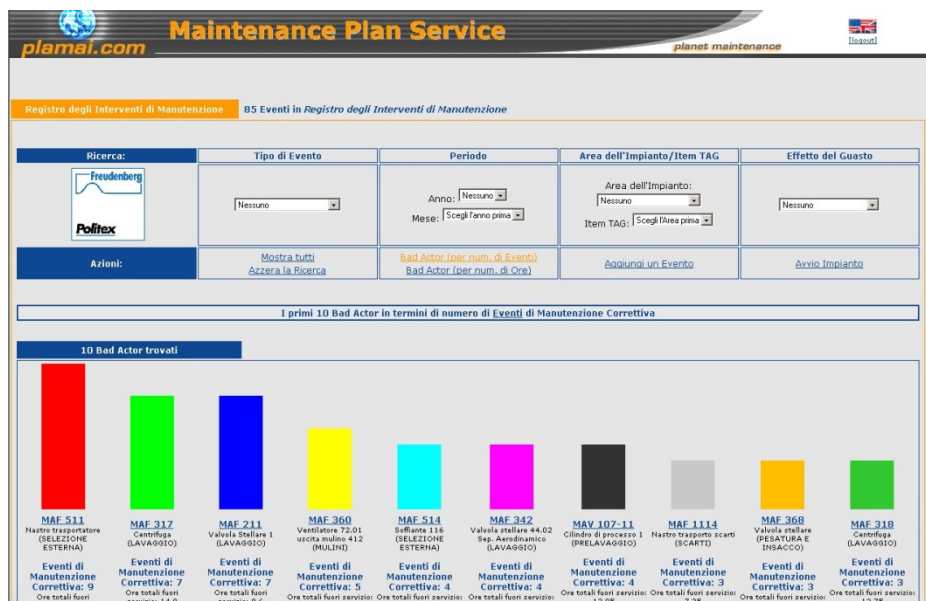 plamai.com
Maintenance Plan Service
planet maintenance
[logout]
Registro degli Interventi di Manutenzione
85 Eventi in Registro degli Interventi di Manutenzione
Ricerca:
Tipo di Evento
Periodo
Area dell'Impianto/Item TAG
Effetto del Guasto
Freudenberg
Politex
Nessuno
Anno: Nessuno
Mese: Scegli l'anno prima
Area dell'Impianto:
Nessuno
Item TAG: Scegli l'Area prima
Nessuno
Azioni:
Mostra tutti
Azzera la Ricerca
Bad Actor (per num. di Eventi)
Bad Actor (per num. di Ore)
Aggiungi un Evento
Avvio Impianto
I primi 10 Bad Actor in termini di numero di Eventi di Manutenzione Correttiva
10 Bad Actor trovati
MAF 511
Nastro trasportatore
(SELEZIONE
ESTERNA)
Eventi di
Manutenzione
Correttiva: 9
Ore totali fuori
MAF 317
Centrifuga
(LAVAGGIO)
Eventi di
Manutenzione
Correttiva: 7
Ore totali fuori
MAF 211
Valvola Stellare 1
(LAVAGGIO)
Eventi di
Manutenzione
Correttiva: 7
Ore totali fuori
MAF 360
Ventilatore 72.01
uscita mulino 412
(MULINI)
Eventi di
Manutenzione
Correttiva: 5
Ore totali fuori servizio:
MAF 514
Soffiante 116
(SELEZIONE
ESTERNA)
Eventi di
Manutenzione
Correttiva: 4
Ore totali fuori servizio:
MAF 342
Valvola stellare 44.02
Sep. Aerodinamico
(LAVAGGIO)
Eventi di
Manutenzione
Correttiva: 4
Ore totali fuori servizio:
MAV 107-11
Cilindro di processo 1
(PRELAVAGGIO)
Eventi di
Manutenzione
Correttiva: 4
Ore totali fuori servizio:
MAF 1114
Nastro trasporto scarti
(SCARTI)
Eventi di
Manutenzione
Correttiva: 3
Ore totali fuori servizio:
MAF 368
Valvola stellare
(PESATURA E
INSACCO)
Eventi di
Manutenzione
Correttiva: 3
Ore totali fuori servizio:
MAF 318
Centrifuga
(LAVAGGIO)
Eventi di
Manutenzione
Correttiva: 3
Ore totali fuori servizio: